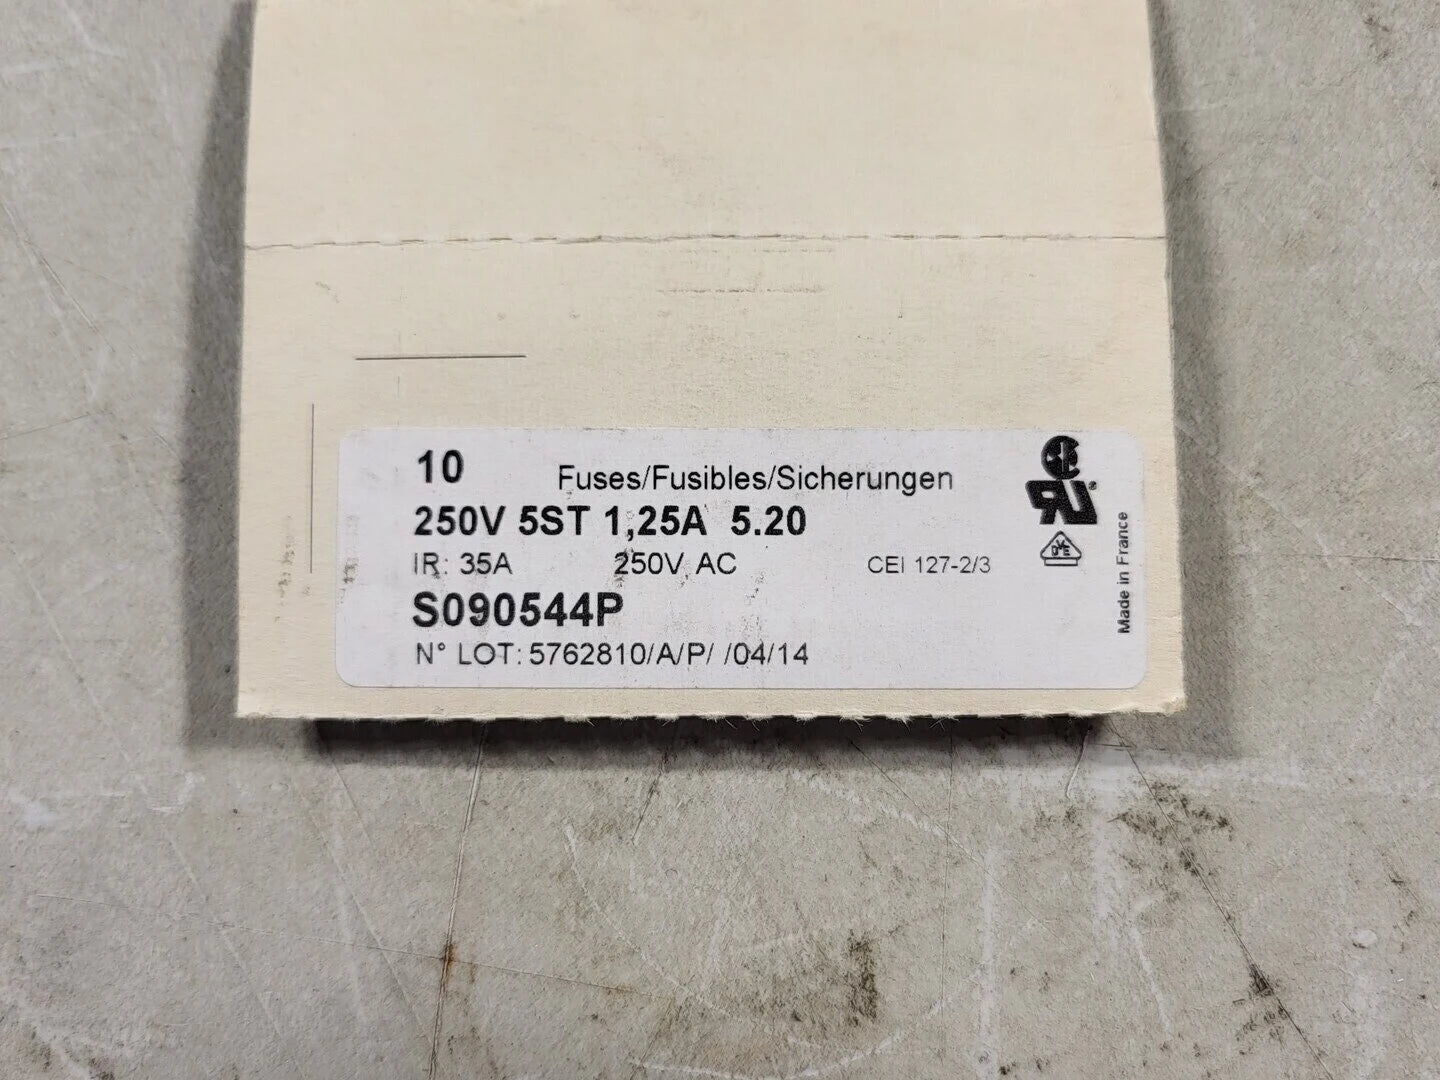 10
Fuses/Fusibles/Sicherungen
250V 5ST 1,25A 5.20
IR: 35A 250V AC CEI 127-2/3
S090544P
N° LOT: 5762810/A/P/ /04/14
Made in France